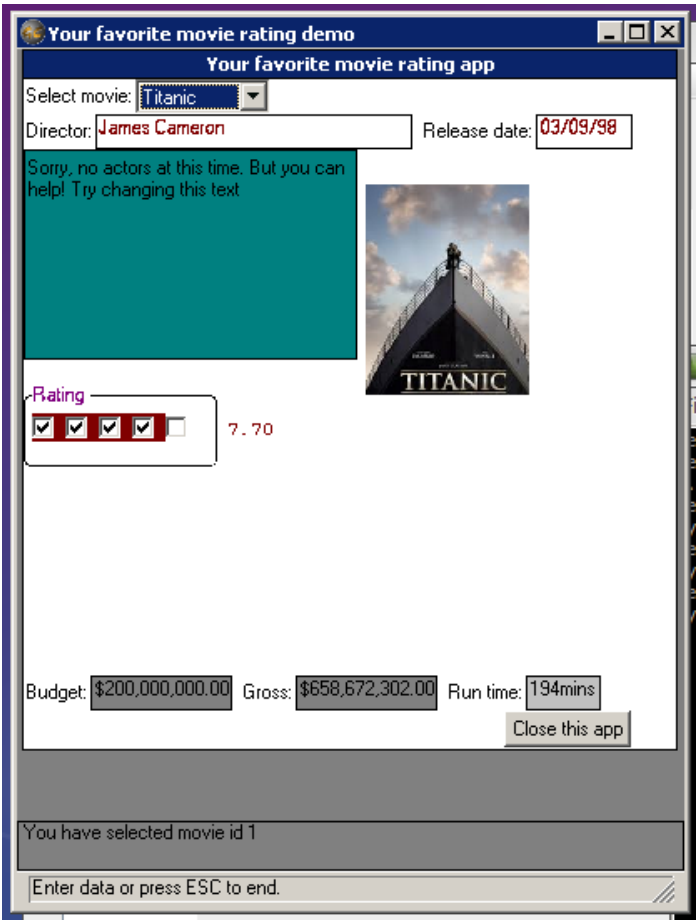 Your favorite movie rating demo
Your favorite movie rating app
Select movie: Titanic
Director: James Cameron Release date: 03/09/98
Sorry, no actors at this time. But you can
help! Try changing this text
TITANIC
Rating
7.70
Budget: $200,000,000.00 Gross: $658,672,302.00 Run time: 194mins
Close this app
You have selected movie id 1
Enter data or press ESC to end.